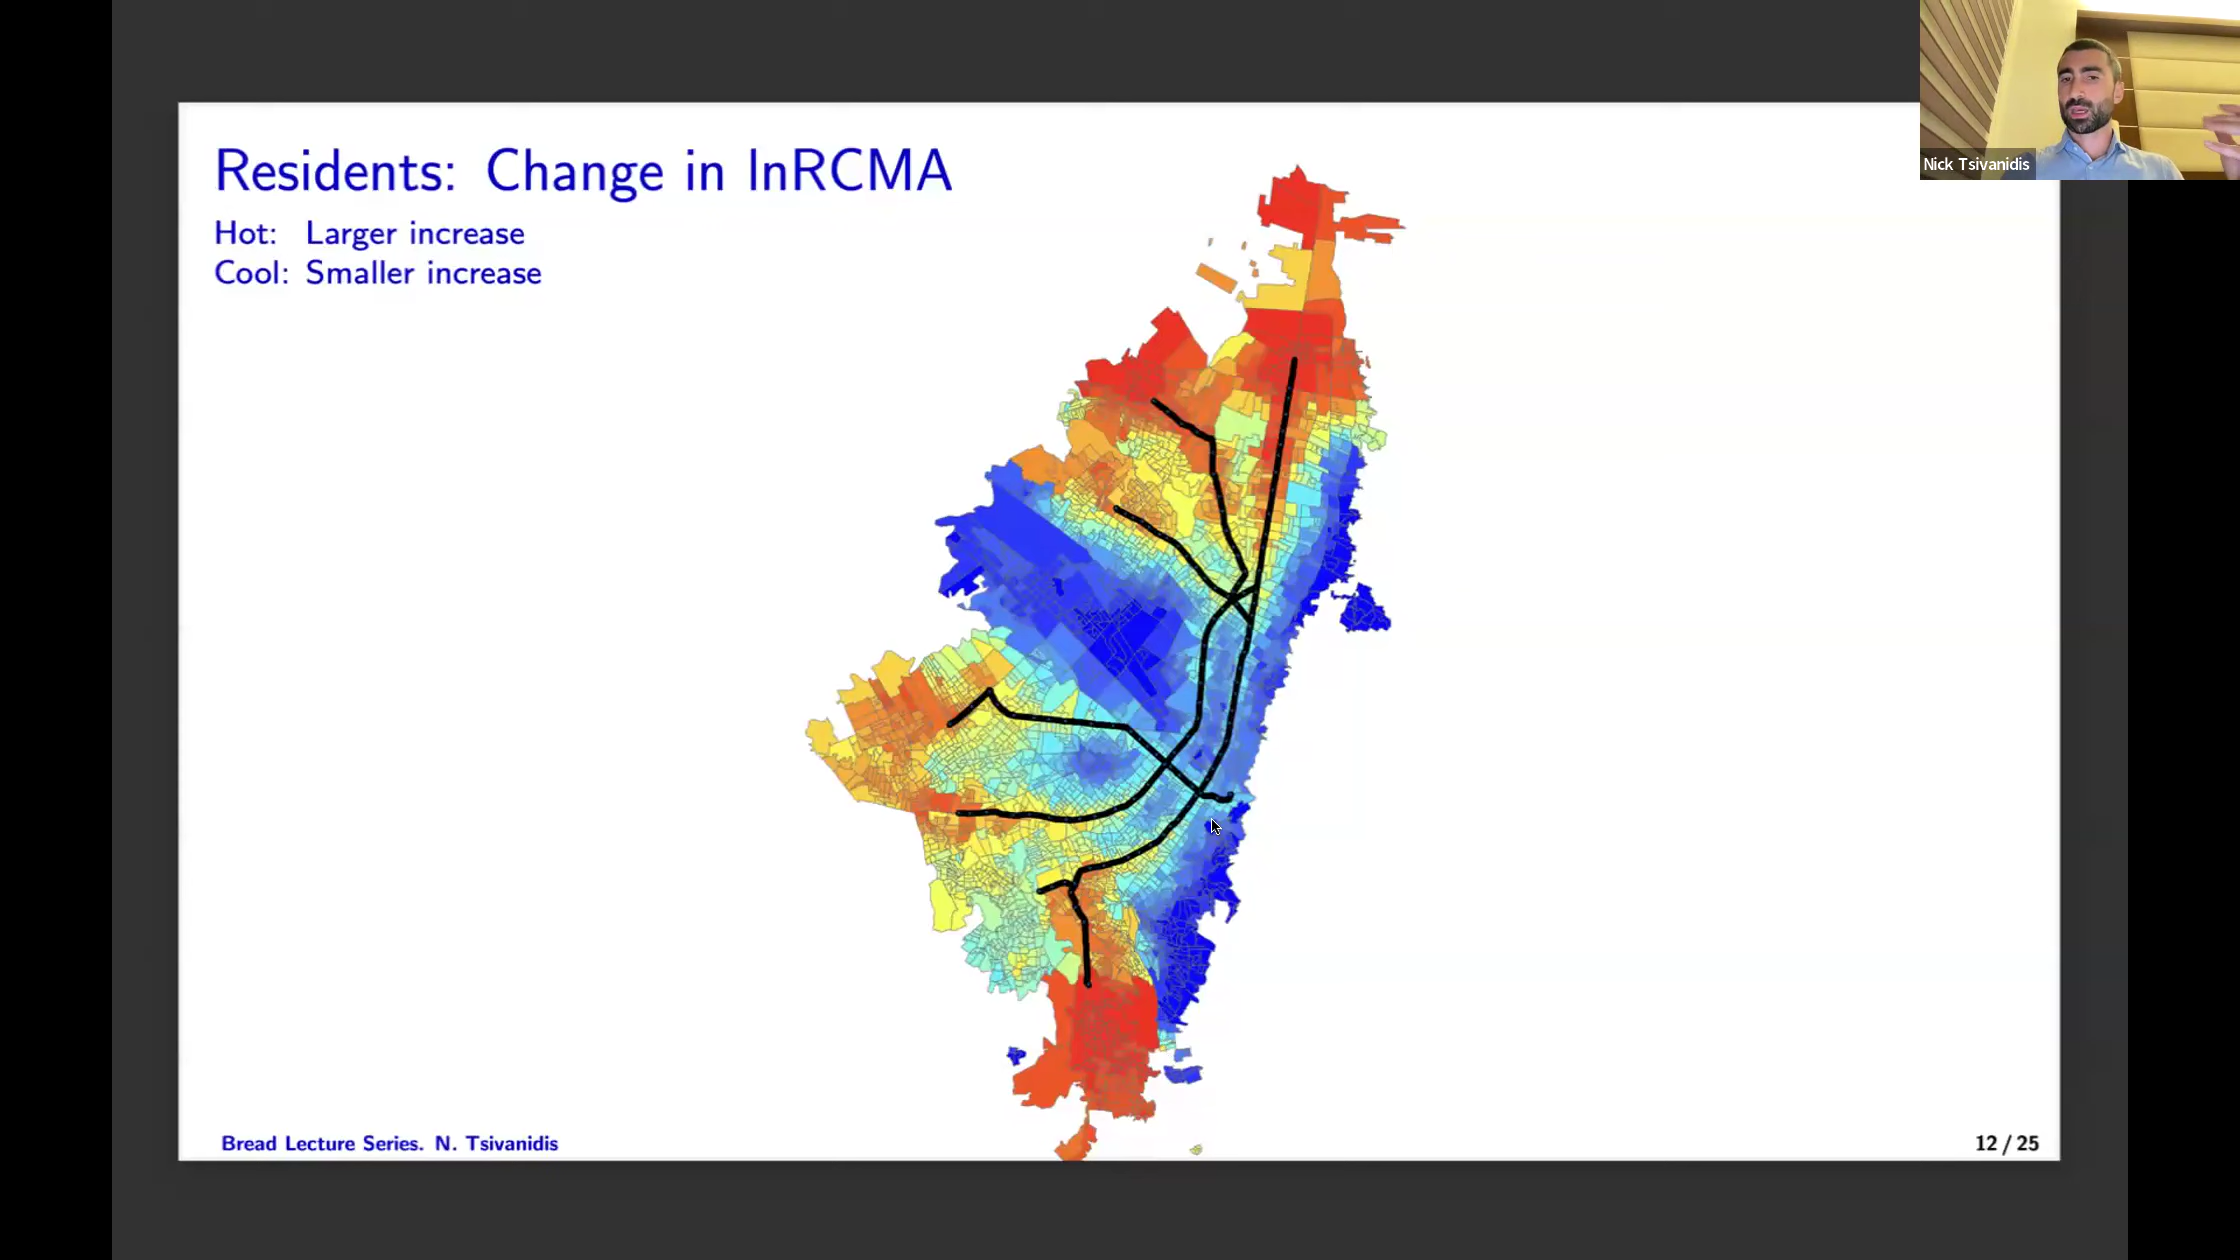 Nick Tsivanidis
Residents: Change in lnRCMA
Hot: Larger increase
Cool: Smaller increase
Bread Lecture Series. N. Tsivanidis
12 / 25